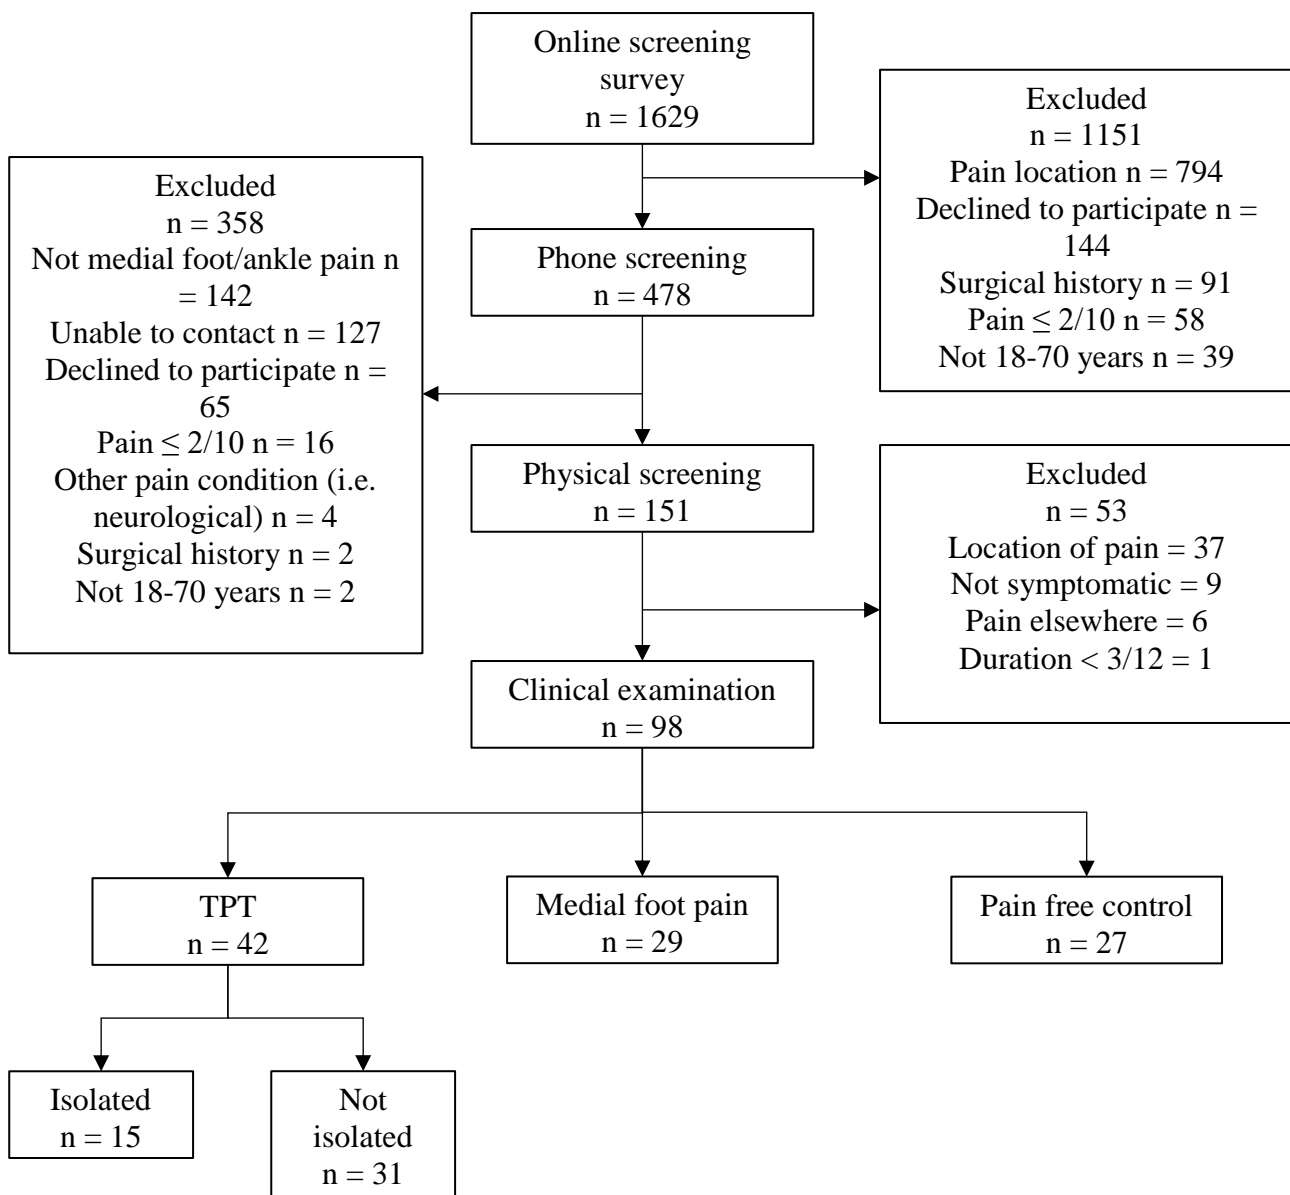 Online screening
survey
n = 1629
Excluded
n = 1151
Pain location n = 794
Declined to participate n =
144
Surgical history n = 91
Pain ≤ 2/10 n = 58
Not 18-70 years n = 39
Excluded
n = 358
Not medial foot/ankle pain n
= 142
Unable to contact n = 127
Declined to participate n =
65
Pain ≤ 2/10 n = 16
Other pain condition (i.e.
neurological) n = 4
Surgical history n = 2
Not 18-70 years n = 2
Phone screening
n = 478
Physical screening
n = 151
Excluded
n = 53
Location of pain = 37
Not symptomatic = 9
Pain elsewhere = 6
Duration < 3/12 = 1
Clinical examination
n = 98
TPT
n = 42
Medial foot pain
n = 29
Pain free control
n = 27
Isolated
n = 15
Not
isolated
n = 31